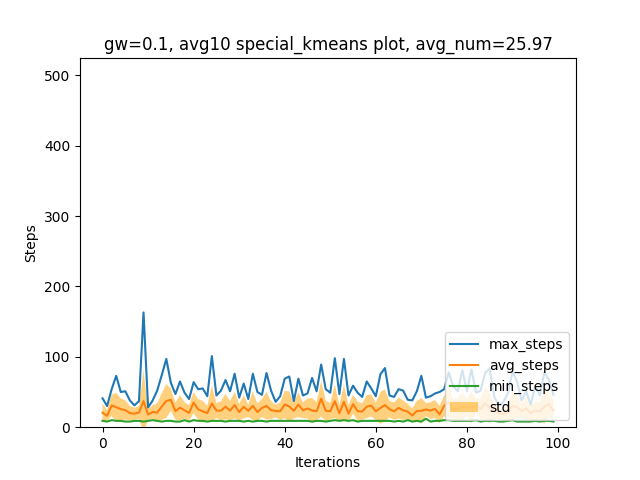 gw=0.1, avg10 special_kmeans plot, avg_num=25.97
500
400
300
200
100
0
Steps
max_steps
avg_steps
min_steps
std
0 20 40 60 80 100
Iterations